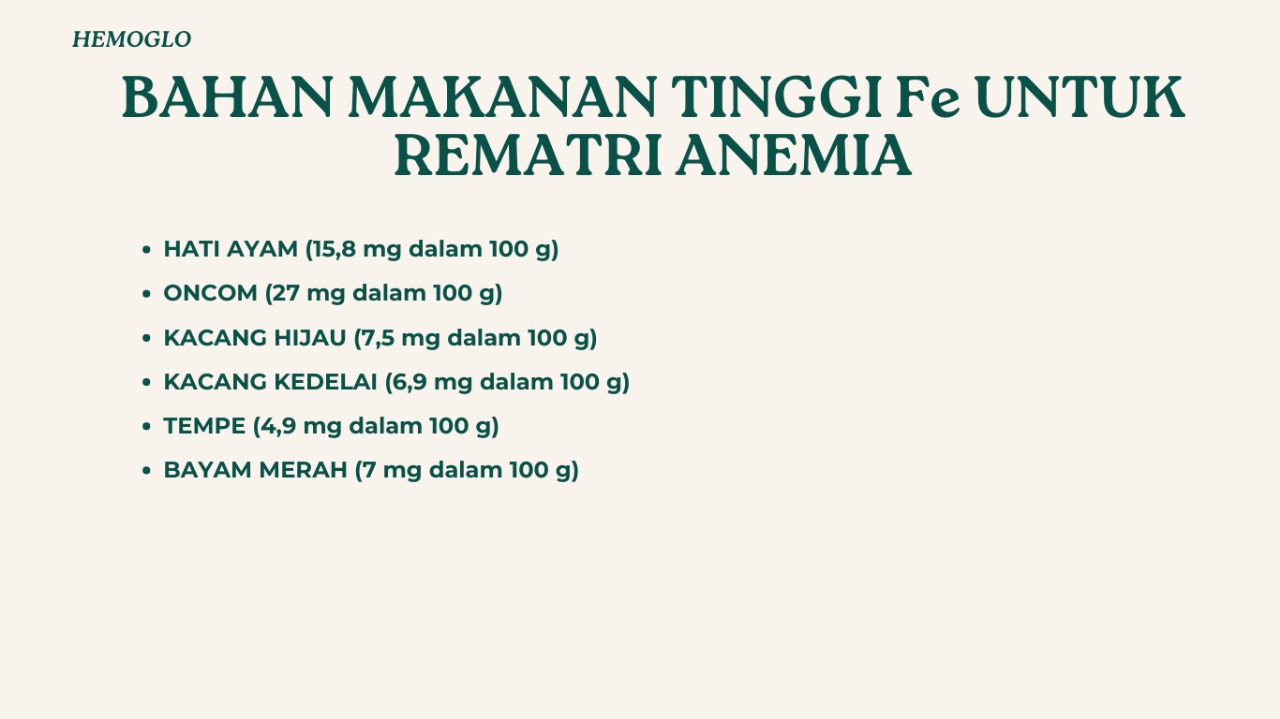 HEMOGLO
BAHAN MAKANAN TINGGI Fe UNTUK
REMATRI ANEMIA
• HATI AYAM (15,8 mg dalam 100 g)
• ONCOM (27 mg dalam 100 g)
• KACANG HIJAU (7,5 mg dalam 100 g)
• KACANG KEDELAI (6,9 mg dalam 100 g)
• TEMPE (4,9 mg dalam 100 g)
• BAYAM MERAH (7 mg dalam 100 g)